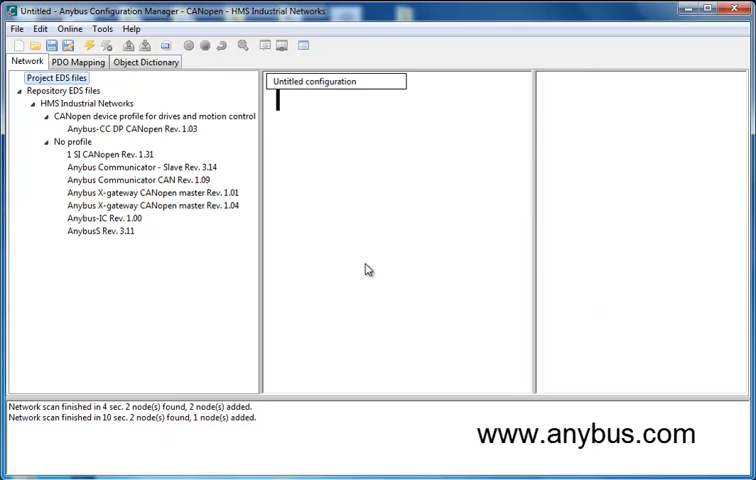 Untitled - Anybus Configuration Manager - CANopen - HMS Industrial Networks
File Edit Online Tools Help
Network PDO Mapping Object Dictionary
Project EDS files
Repository EDS files
HMS Industrial Networks
CANopen device profile for drives and motion control
Anybus-CC DP CANopen Rev. 1.03
No profile
1 SI CANopen Rev. 1.31
Anybus Communicator - Slave Rev. 3.14
Anybus Communicator CAN Rev. 1.09
Anybus X-gateway CANopen master Rev. 1.01
Anybus X-gateway CANopen master Rev. 1.04
Anybus-IC Rev. 1.00
AnybusS Rev. 3.11
Untitled configuration
Network scan finished in 4 sec. 2 node(s) found, 2 node(s) added.
Network scan finished in 10 sec. 2 node(s) found, 1 node(s) added.
www.anybus.com